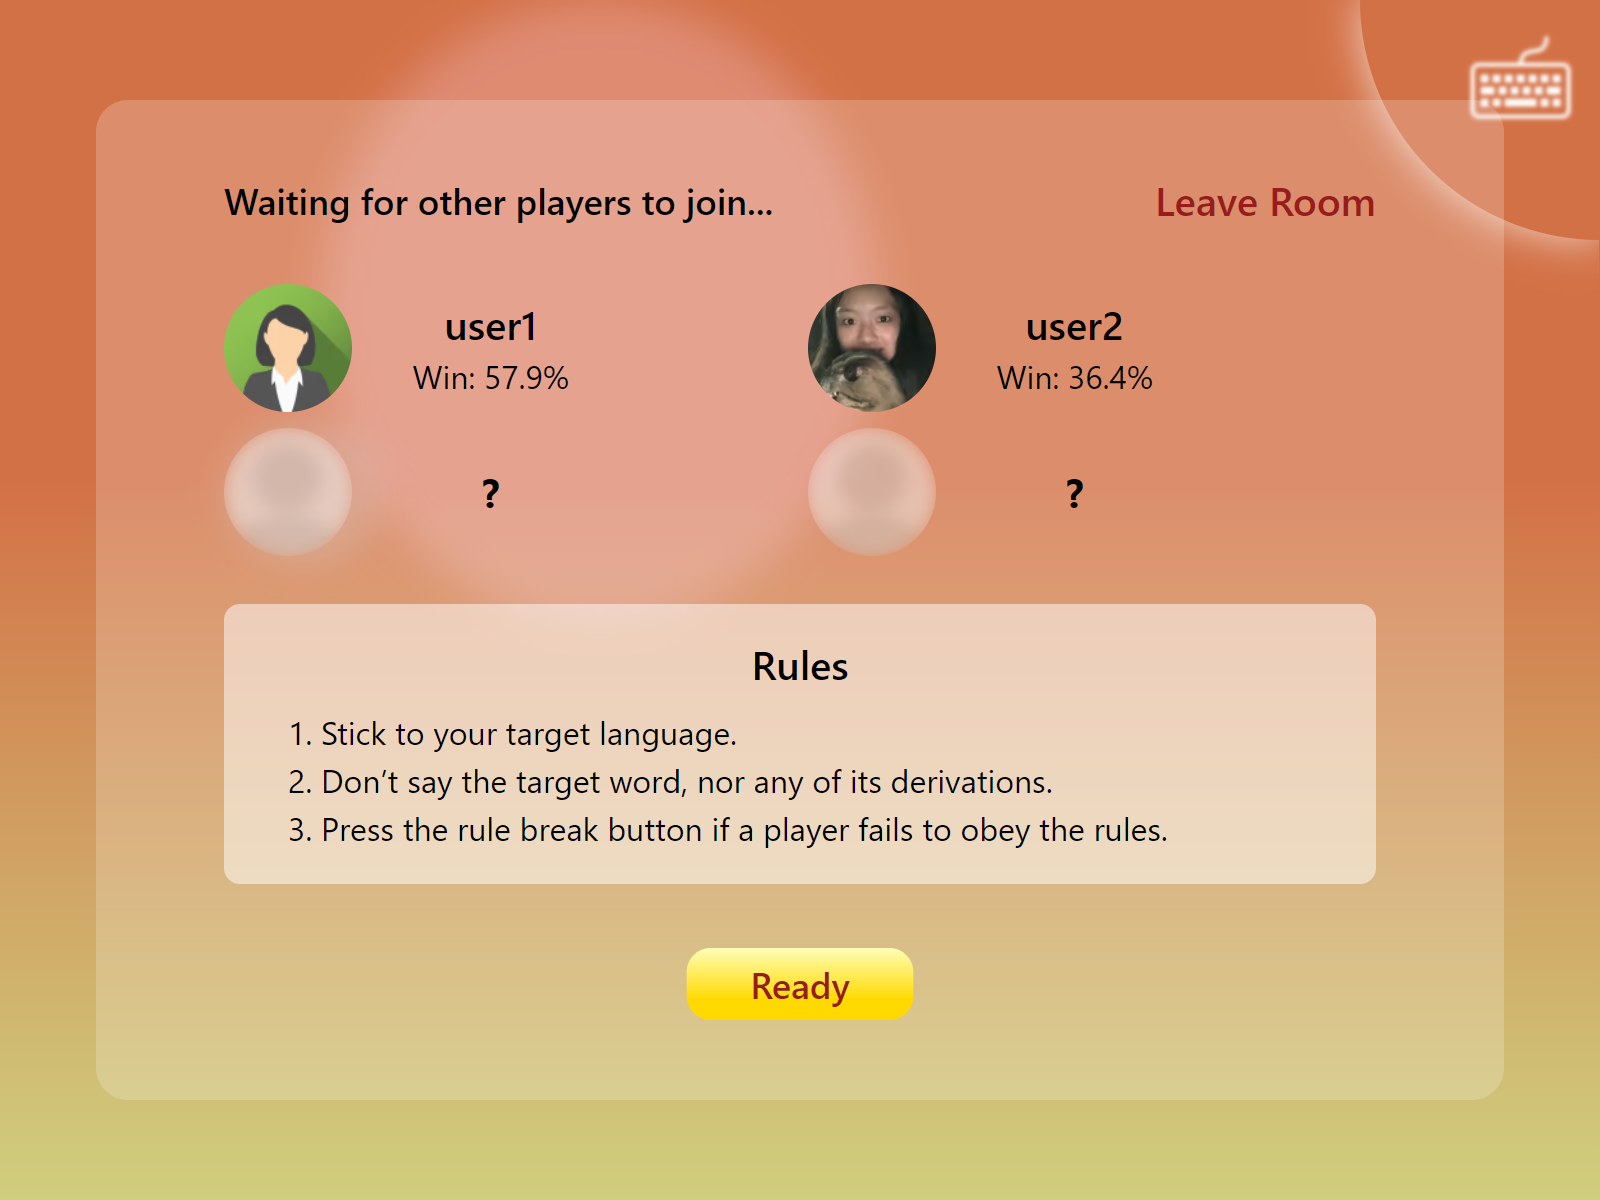 Waiting for other players to join...
Leave Room
user1
Win: 57.9%
user2
Win: 36.4%
?
?
Rules
1. Stick to your target language.
2. Don’t say the target word, nor any of its derivations.
3. Press the rule break button if a player fails to obey the rules.
Ready